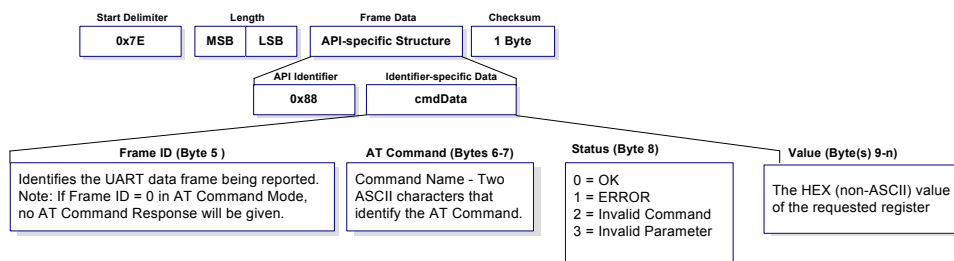 Start Delimiter
Length
Frame Data
Checksum
0x7E
MSB
LSB
API-specific Structure
1 Byte
API Identifier
Identifier-specific Data
0x88
cmdData
Frame ID (Byte 5 )
Identifies the UART data frame being reported.
Note: If Frame ID = 0 in AT Command Mode,
no AT Command Response will be given.
AT Command (Bytes 6-7)
Command Name - Two
ASCII characters that
identify the AT Command.
Status (Byte 8)
0 = OK
1 = ERROR
2 = Invalid Command
3 = Invalid Parameter
Value (Byte(s) 9-n)
The HEX (non-ASCII) value
of the requested register